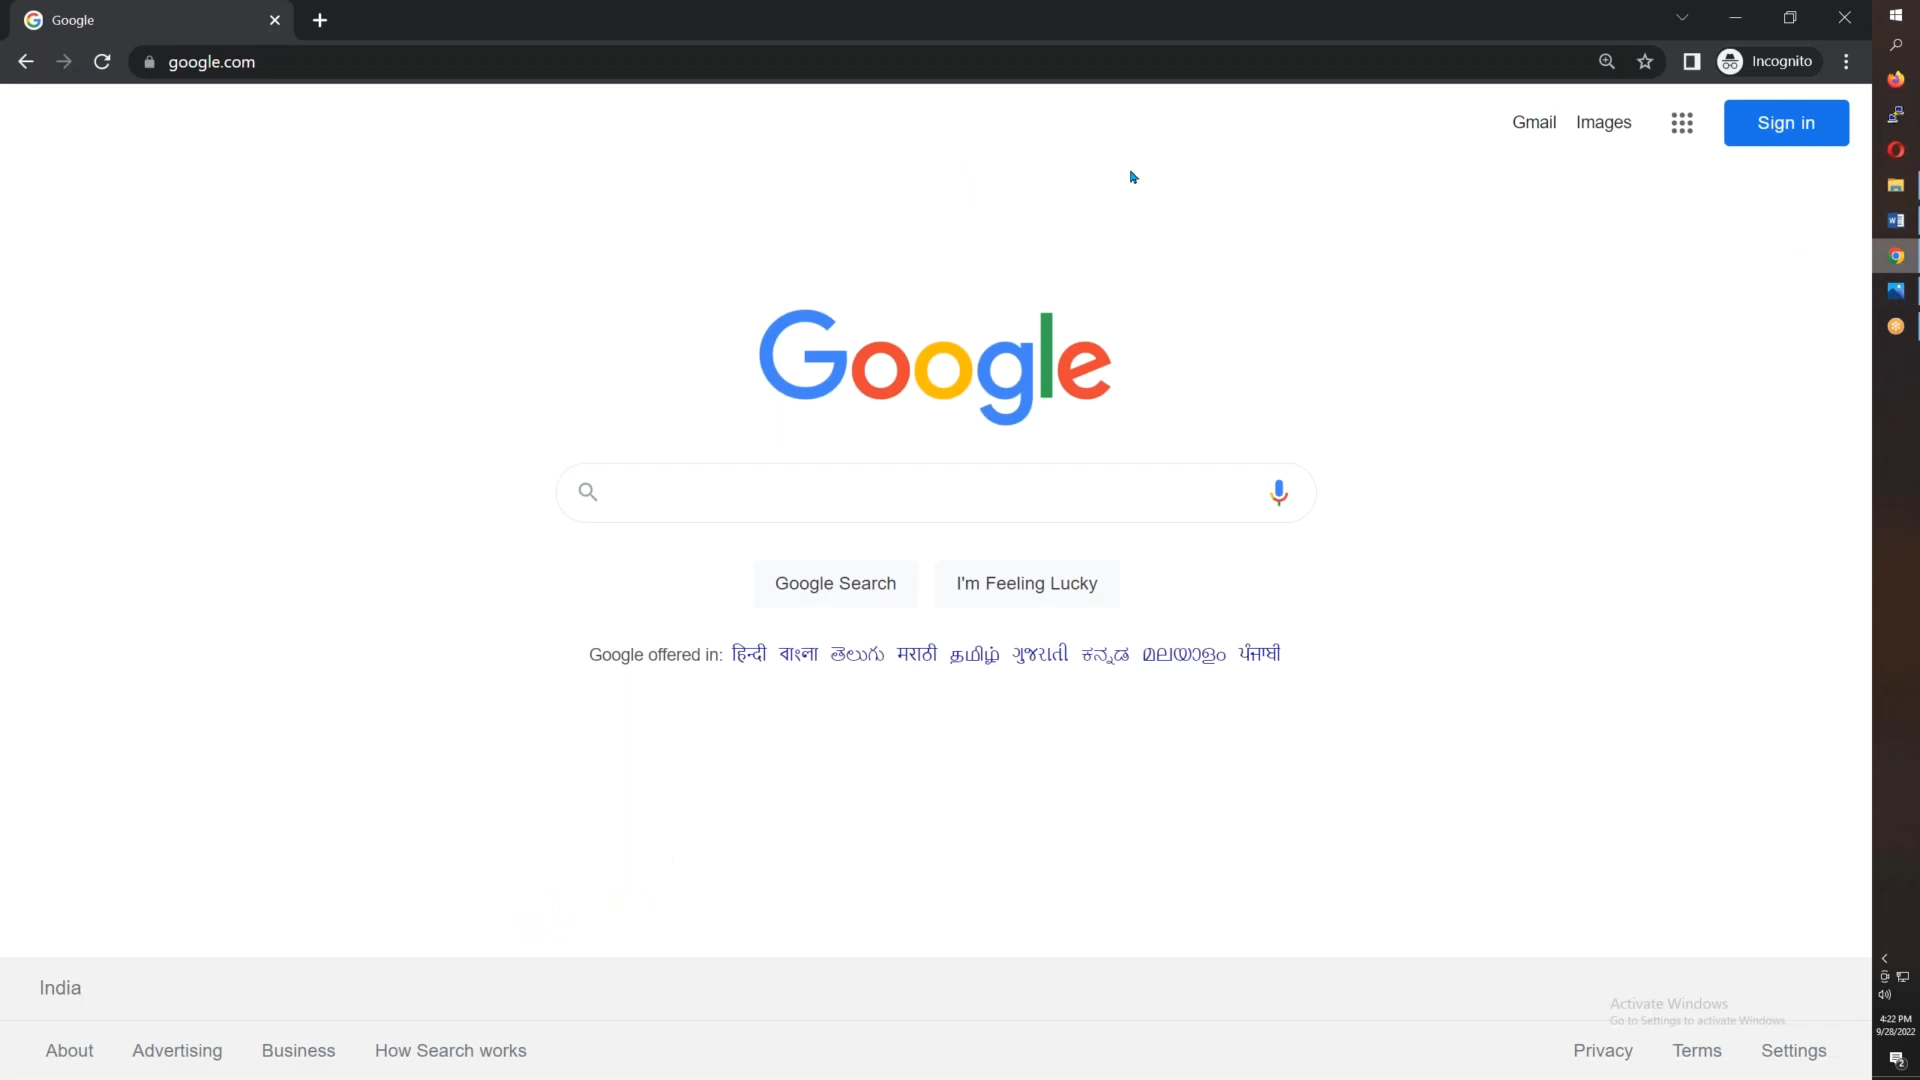 Google
google.com
Incognito
Gmail Images
Sign in
Google
Google Search
I'm Feeling Lucky
Google offered in: हिन्दी বাংলা తెలుగు मराठी தமிழ் ગુજરાતી ಕನ್ನಡ മലയാളം ਪੰਜਾਬੀ
India
Activate Windows
Go to Settings to activate Windows.
About Advertising Business How Search works
Privacy Terms Settings
4:22 PM
9/28/2022
2